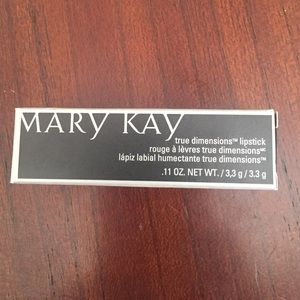 MARY KAY
true dimensions™ lipstick
rouge à lèvres true dimensionsMC
lápiz labial humectante true dimensions™
.11 OZ. NET WT. / 3,3 g / 3.3 g